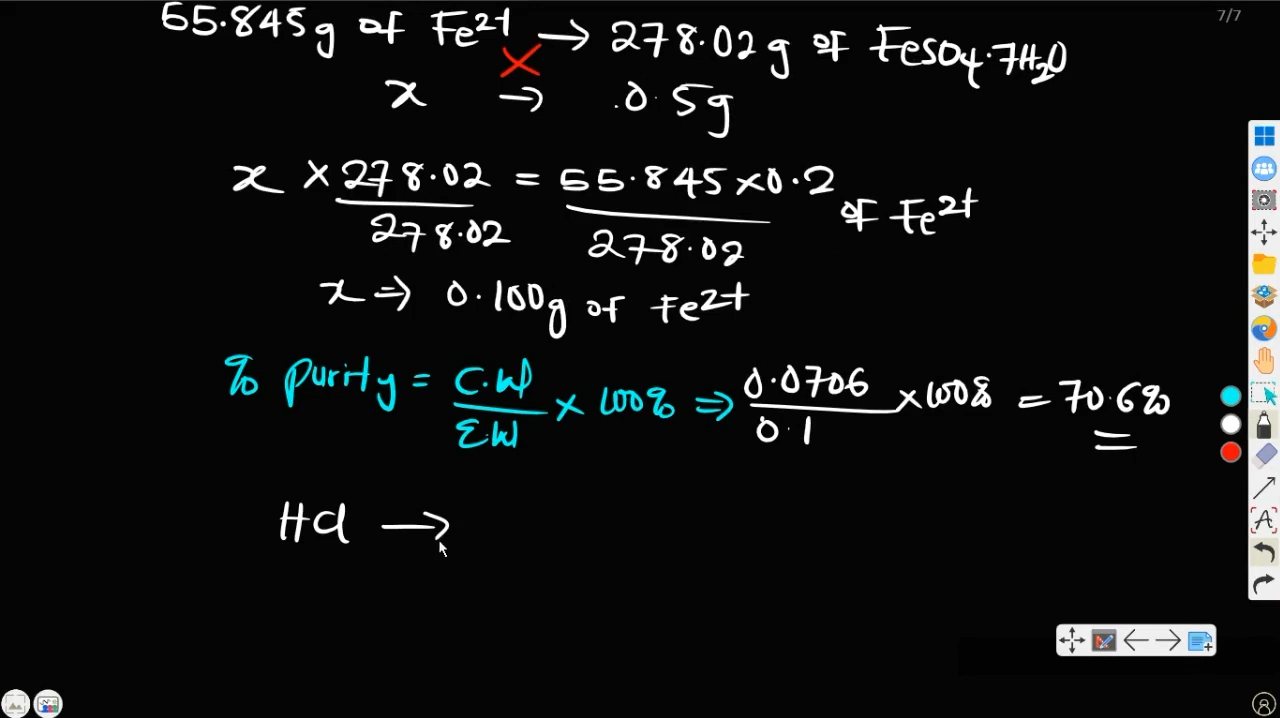 7/7
55.845g of Fe2+ → 278.02g of FeSO4.7H2O
x → .0.5g
x × 278.02 = 55.845 × 0.2 of Fe2+
278.02 278.02
x ⇒ 0.100g of Fe2+
% purity = C.W × 100% ⇒ 0.0706 × 100% = 70.6%
E.W 0.1
HCl →